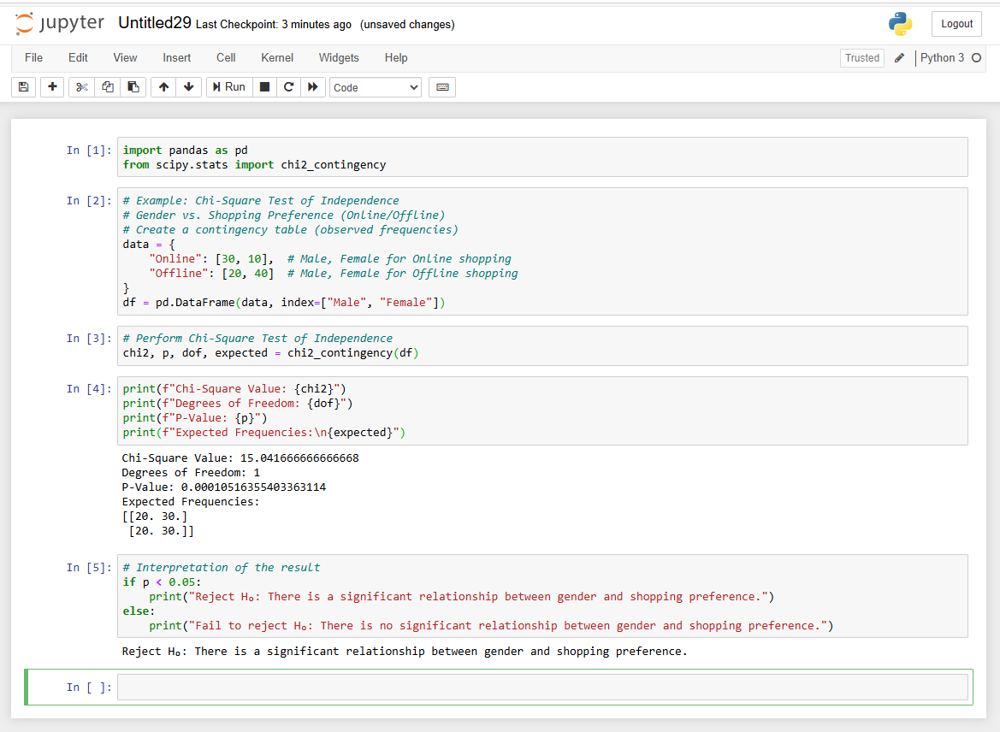 jupyter Untitled29 Last Checkpoint: 3 minutes ago (unsaved changes) Logout
File Edit View Insert Cell Kernel Widgets Help Trusted Python 3
Run Code
In [1]: import pandas as pd
from scipy.stats import chi2_contingency
In [2]: # Example: Chi-Square Test of Independence
# Gender vs. Shopping Preference (Online/Offline)
# Create a contingency table (observed frequencies)
data = {
    "Online": [30, 10],  # Male, Female for Online shopping
    "Offline": [20, 40]  # Male, Female for Offline shopping
}
df = pd.DataFrame(data, index=["Male", "Female"])
In [3]: # Perform Chi-Square Test of Independence
chi2, p, dof, expected = chi2_contingency(df)
In [4]: print(f"Chi-Square Value: {chi2}")
print(f"Degrees of Freedom: {dof}")
print(f"P-Value: {p}")
print(f"Expected Frequencies:\n{expected}")
Chi-Square Value: 15.041666666666668
Degrees of Freedom: 1
P-Value: 0.00010516355403363114
Expected Frequencies:
[[20. 30.]
 [20. 30.]]
In [5]: # Interpretation of the result
if p < 0.05:
    print("Reject H₀: There is a significant relationship between gender and shopping preference.")
else:
    print("Fail to reject H₀: There is no significant relationship between gender and shopping preference.")
Reject H₀: There is a significant relationship between gender and shopping preference.
In [ ]: